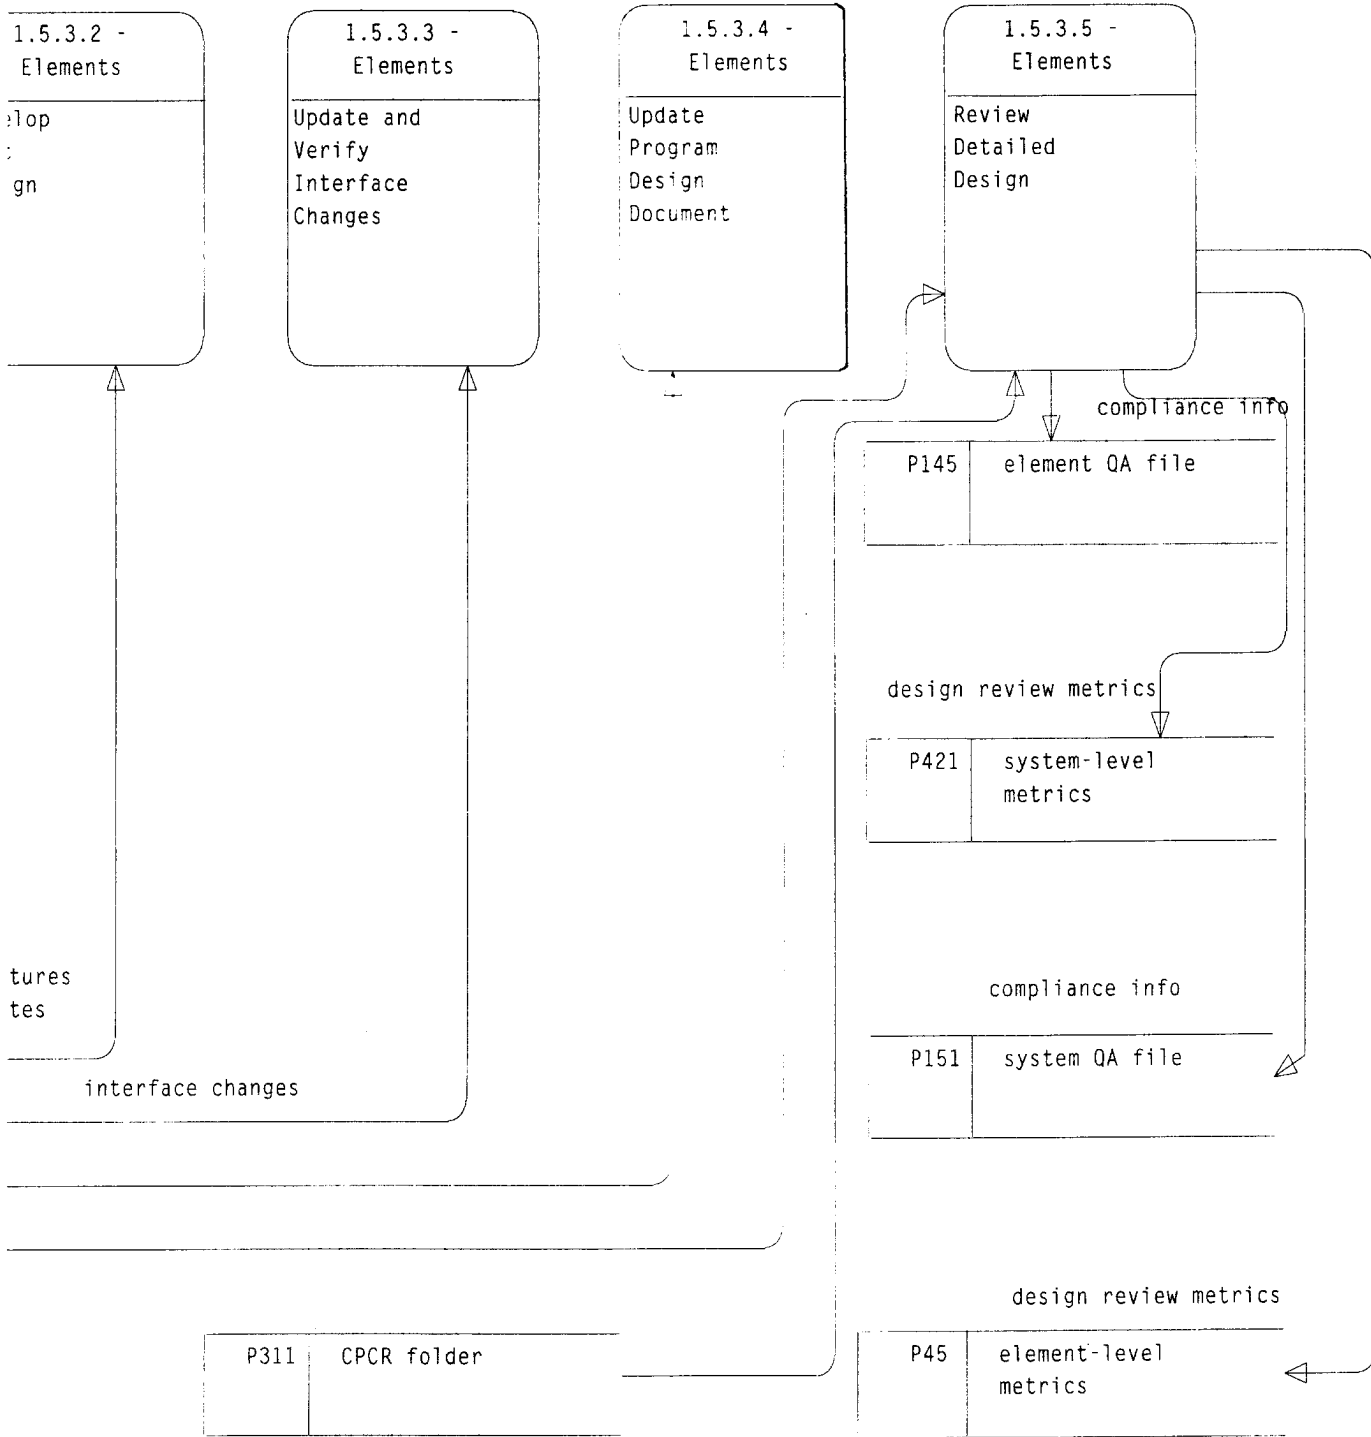 1.5.3.2 -
Elements
elop
gn
1.5.3.3 -
Elements
Update and
Verify
Interface
Changes
1.5.3.4 -
Elements
Update
Program
Design
Document
1.5.3.5 -
Elements
Review
Detailed
Design
compliance info
P145 element QA file
design review metrics
P421 system-level
metrics
tures
tes
compliance info
P151 system QA file
interface changes
design review metrics
P311 CPCR folder
P45 element-level
metrics